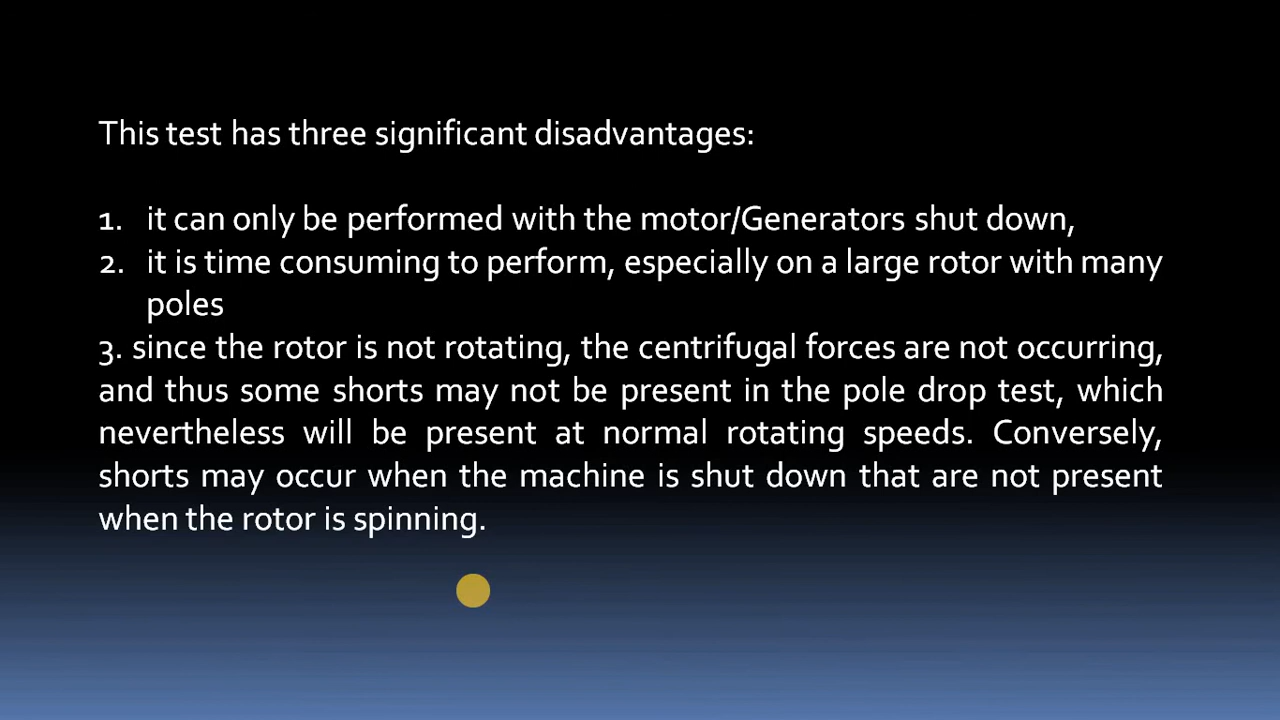 This test has three significant disadvantages:
1. it can only be performed with the motor/Generators shut down,
2. it is time consuming to perform, especially on a large rotor with many
poles
3. since the rotor is not rotating, the centrifugal forces are not occurring,
and thus some shorts may not be present in the pole drop test, which
nevertheless will be present at normal rotating speeds. Conversely,
shorts may occur when the machine is shut down that are not present
when the rotor is spinning.